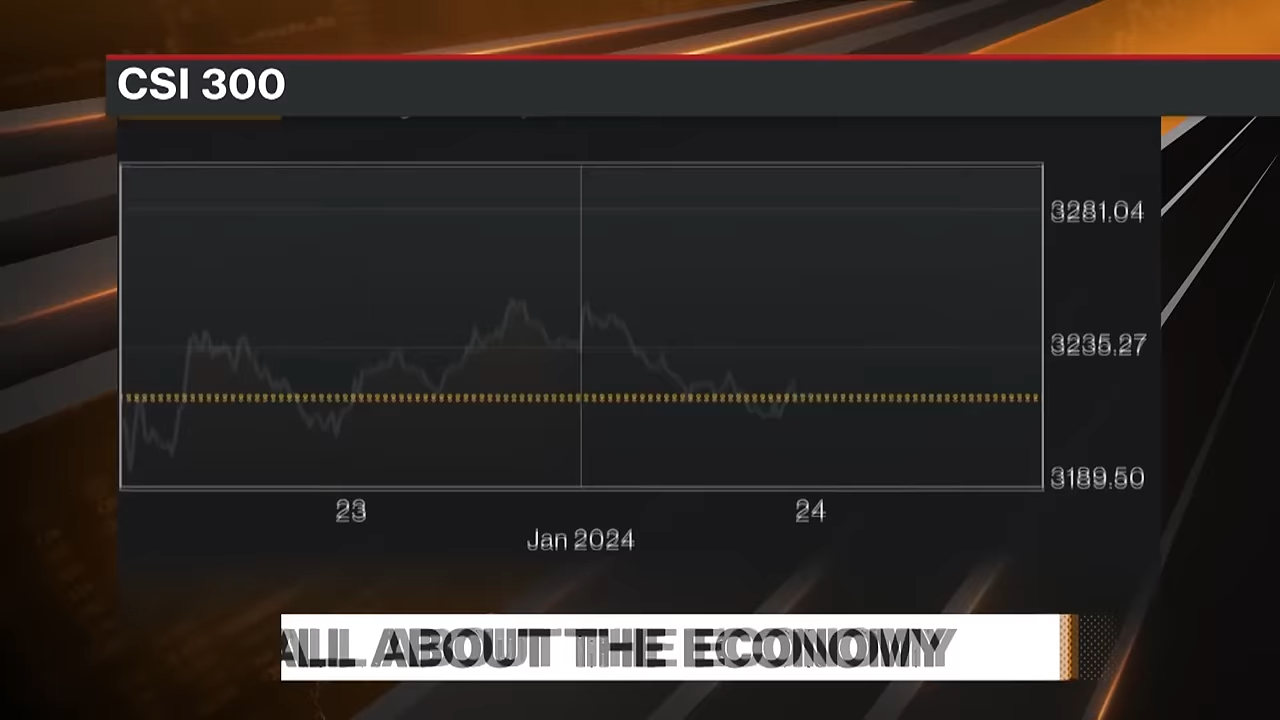 CSI 300
3281.04
3235.27
3189.50
23 24
Jan 2024
ALL ABOUT THE ECONOMY